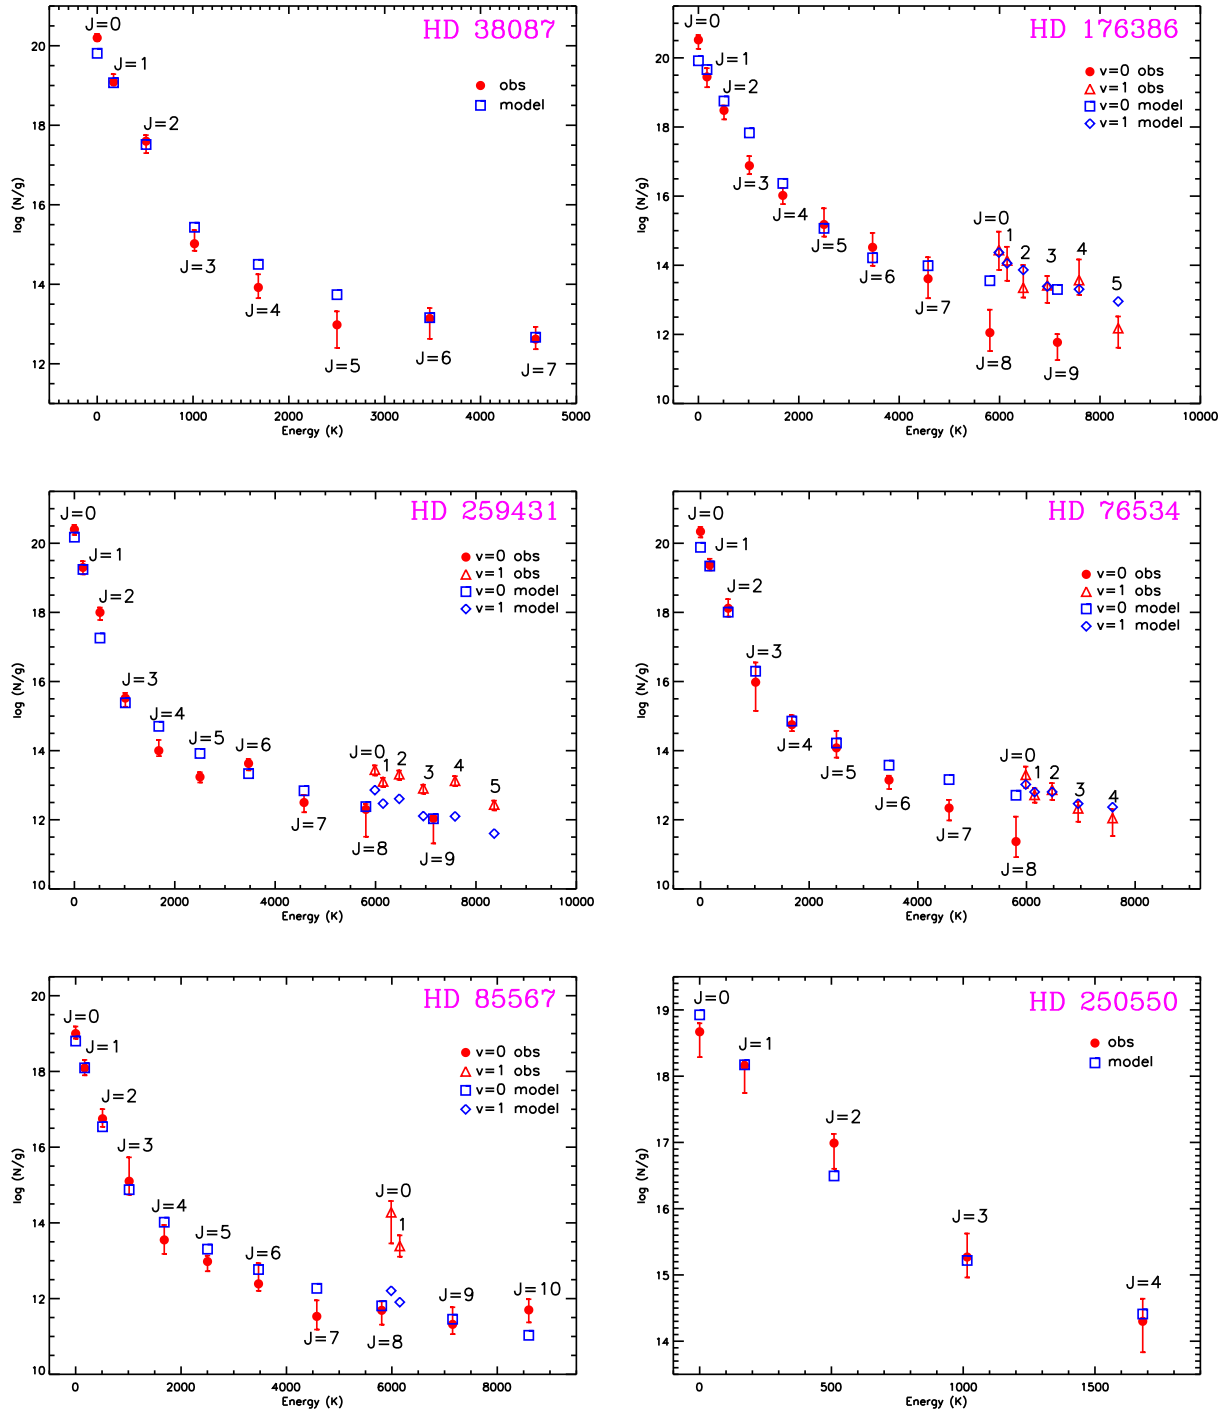 HD 38087
J=0
J=1
J=2
J=3
J=4
J=5
J=6
J=7
obs
model
log (N/g)
20
18
16
14
12
0 1000 2000 3000 4000 5000
Energy (K)
HD 176386
J=0
J=1
J=2
J=3
J=4
J=5
J=6
J=7
J=8
J=9
J=0
1
2
3
4
5
v=0 obs
v=1 obs
v=0 model
v=1 model
log (N/g)
20
18
16
14
12
10
0 2000 4000 6000 8000 10000
Energy (K)
HD 259431
J=0
J=1
J=2
J=3
J=4
J=5
J=6
J=7
J=8
J=9
J=0
1
2
3
4
5
v=0 obs
v=1 obs
v=0 model
v=1 model
log (N/g)
20
18
16
14
12
10
0 2000 4000 6000 8000 10000
Energy (K)
HD 76534
J=0
J=1
J=2
J=3
J=4
J=5
J=6
J=7
J=8
J=0
1
2
3
4
v=0 obs
v=1 obs
v=0 model
v=1 model
log (N/g)
20
18
16
14
12
10
0 2000 4000 6000 8000
Energy (K)
HD 85567
J=0
J=1
J=2
J=3
J=4
J=5
J=6
J=7
J=8
J=9
J=10
J=0
1
v=0 obs
v=1 obs
v=0 model
v=1 model
log (N/g)
20
18
16
14
12
10
0 2000 4000 6000 8000
Energy (K)
HD 250550
J=0
J=1
J=2
J=3
J=4
obs
model
log (N/g)
19
18
17
16
15
14
0 500 1000 1500
Energy (K)